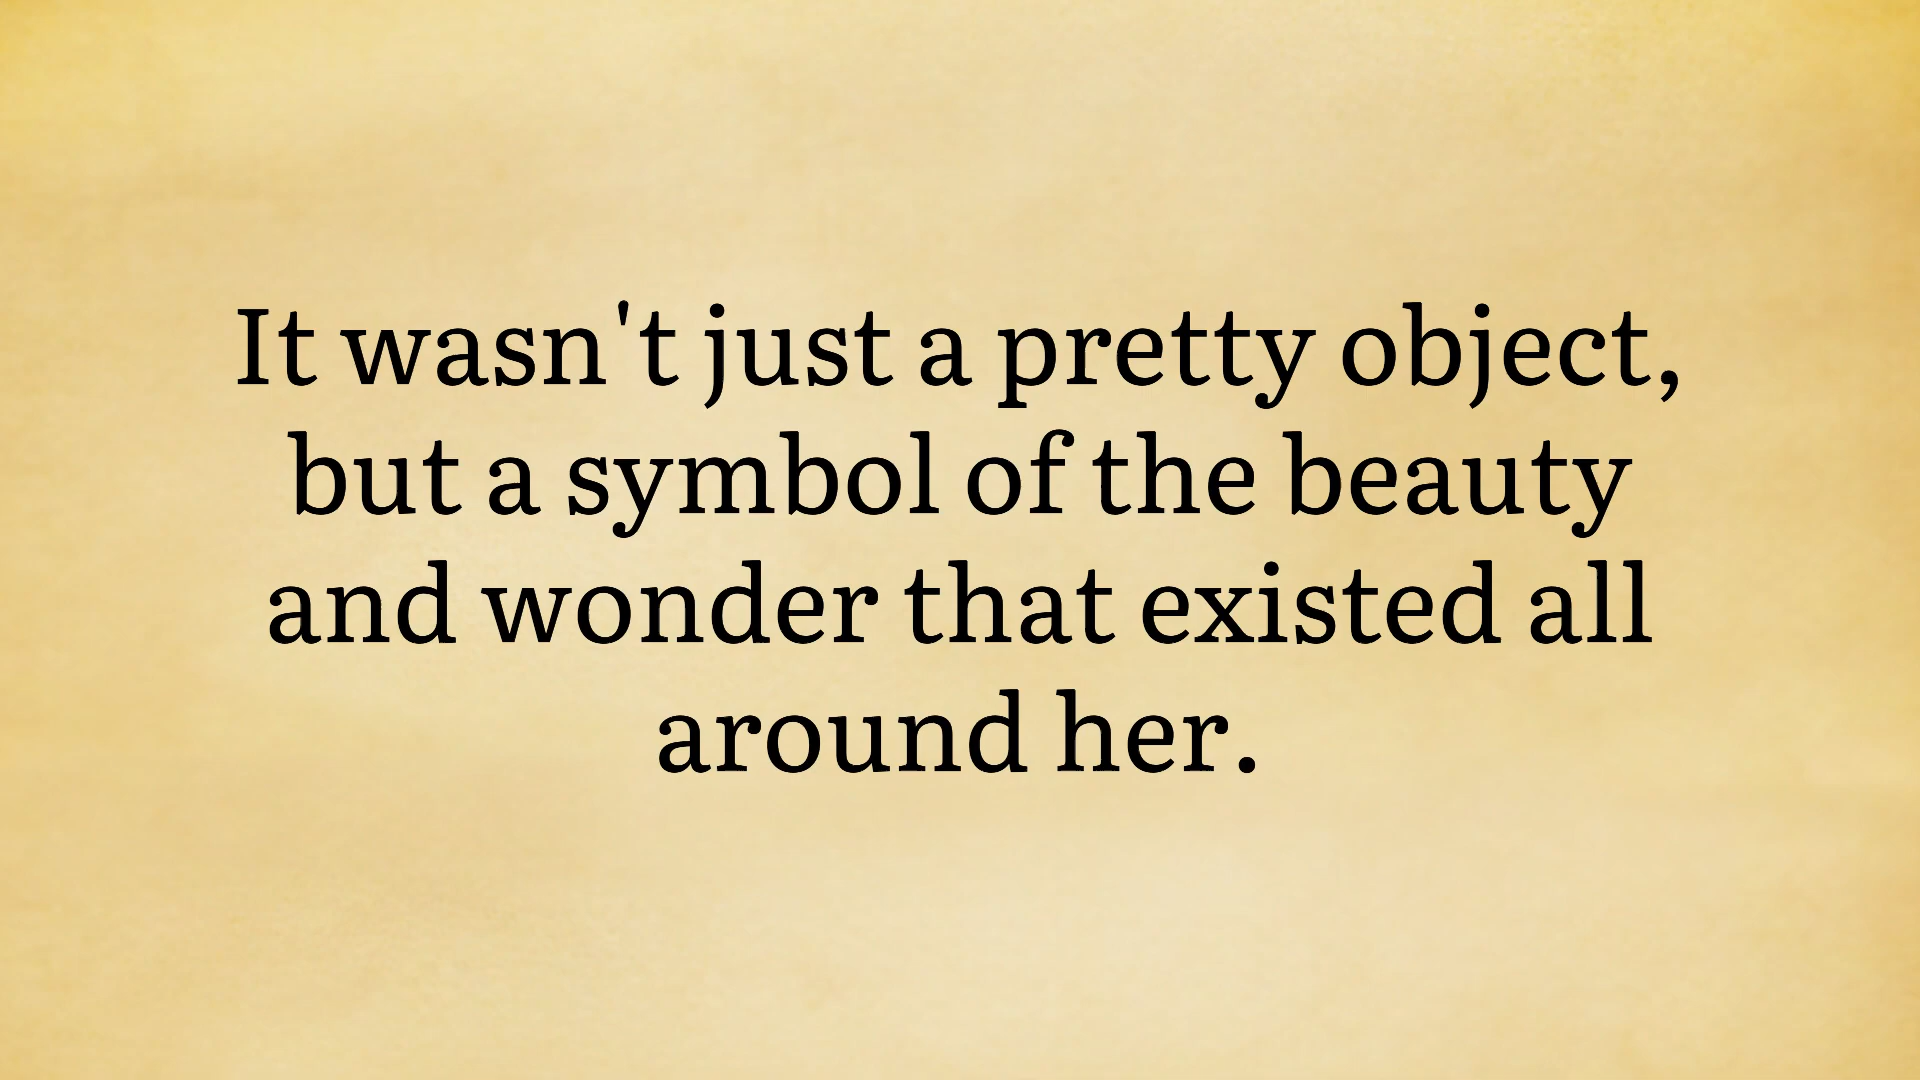 It wasn't just a pretty object,
but a symbol of the beauty
and wonder that existed all
around her.